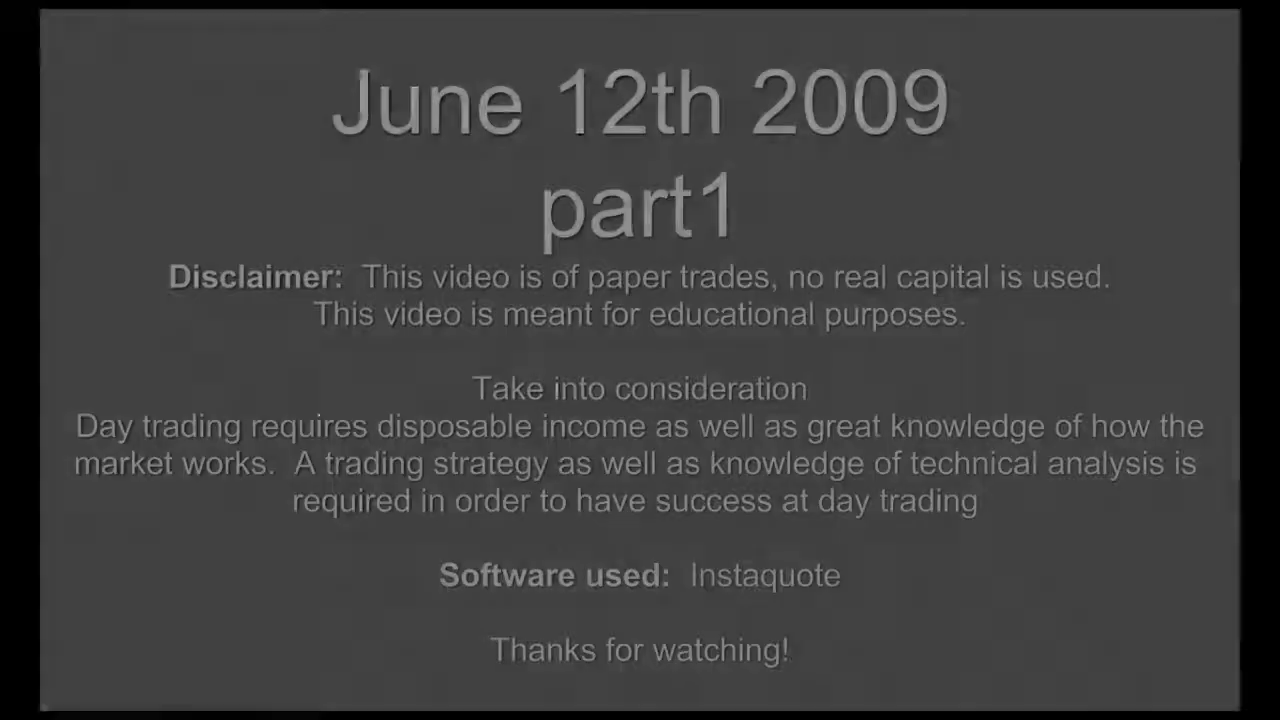 June 12th 2009
part1
Disclaimer:  This video is of paper trades, no real capital is used.
This video is meant for educational purposes.
Take into consideration
Day trading requires disposable income as well as great knowledge of how the
market works.  A trading strategy as well as knowledge of technical analysis is
required in order to have success at day trading
Software used:  Instaquote
Thanks for watching!